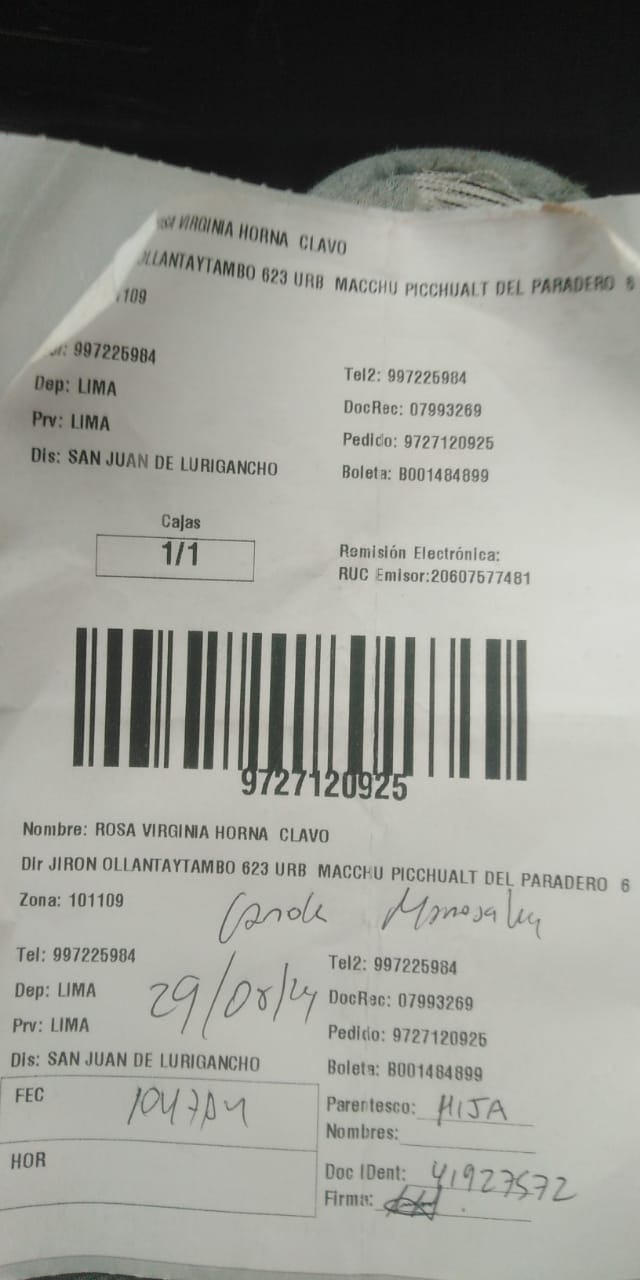 VIRGINIA HORNA CLAVO
OLLANTAYTAMBO 623 URB MACCHU PICCHUALT DEL PARADERO 6
109
997225984
Tel2: 997225984
Dep: LIMA
DocRec: 07993269
Prv: LIMA
Pedido: 9727120925
Dis: SAN JUAN DE LURIGANCHO
Boleta: B001484899
Cajas
1/1
Remisión Electrónica:
RUC Emisor:20607577481
9727120925
Nombre: ROSA VIRGINIA HORNA CLAVO
Dir JIRON OLLANTAYTAMBO 623 URB MACCHU PICCHUALT DEL PARADERO 6
Zona: 101109
Tel: 997225984
Tel2: 997225984
29/08/24
Dep: LIMA
DocRec: 07993269
Prv: LIMA
Pedido: 9727120925
Dis: SAN JUAN DE LURIGANCHO
Boleta: B001484899
FEC
Parentesco: HIJA
Nombres:
HOR
Doc IDent: 41927572
Firma: